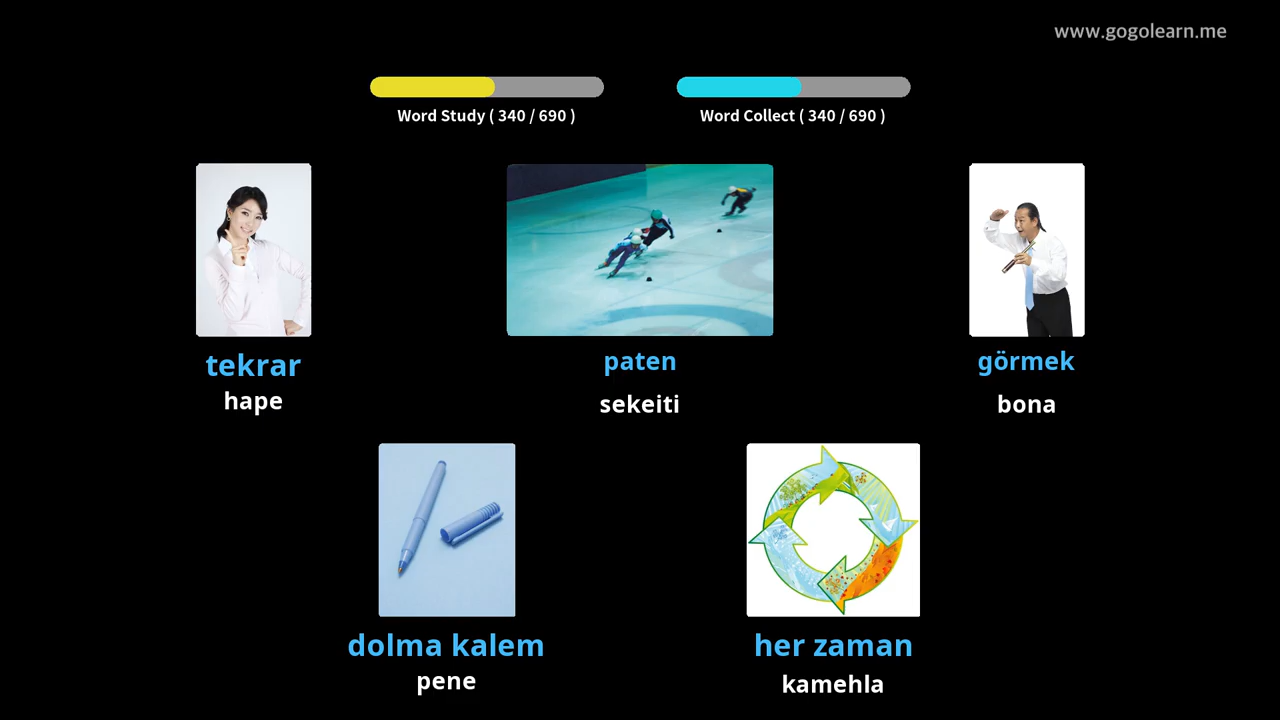 www.gogolearn.me
Word Study ( 340 / 690 )
Word Collect ( 340 / 690 )
tekrar
hape
paten
sekeiti
görmek
bona
dolma kalem
pene
her zaman
kamehla